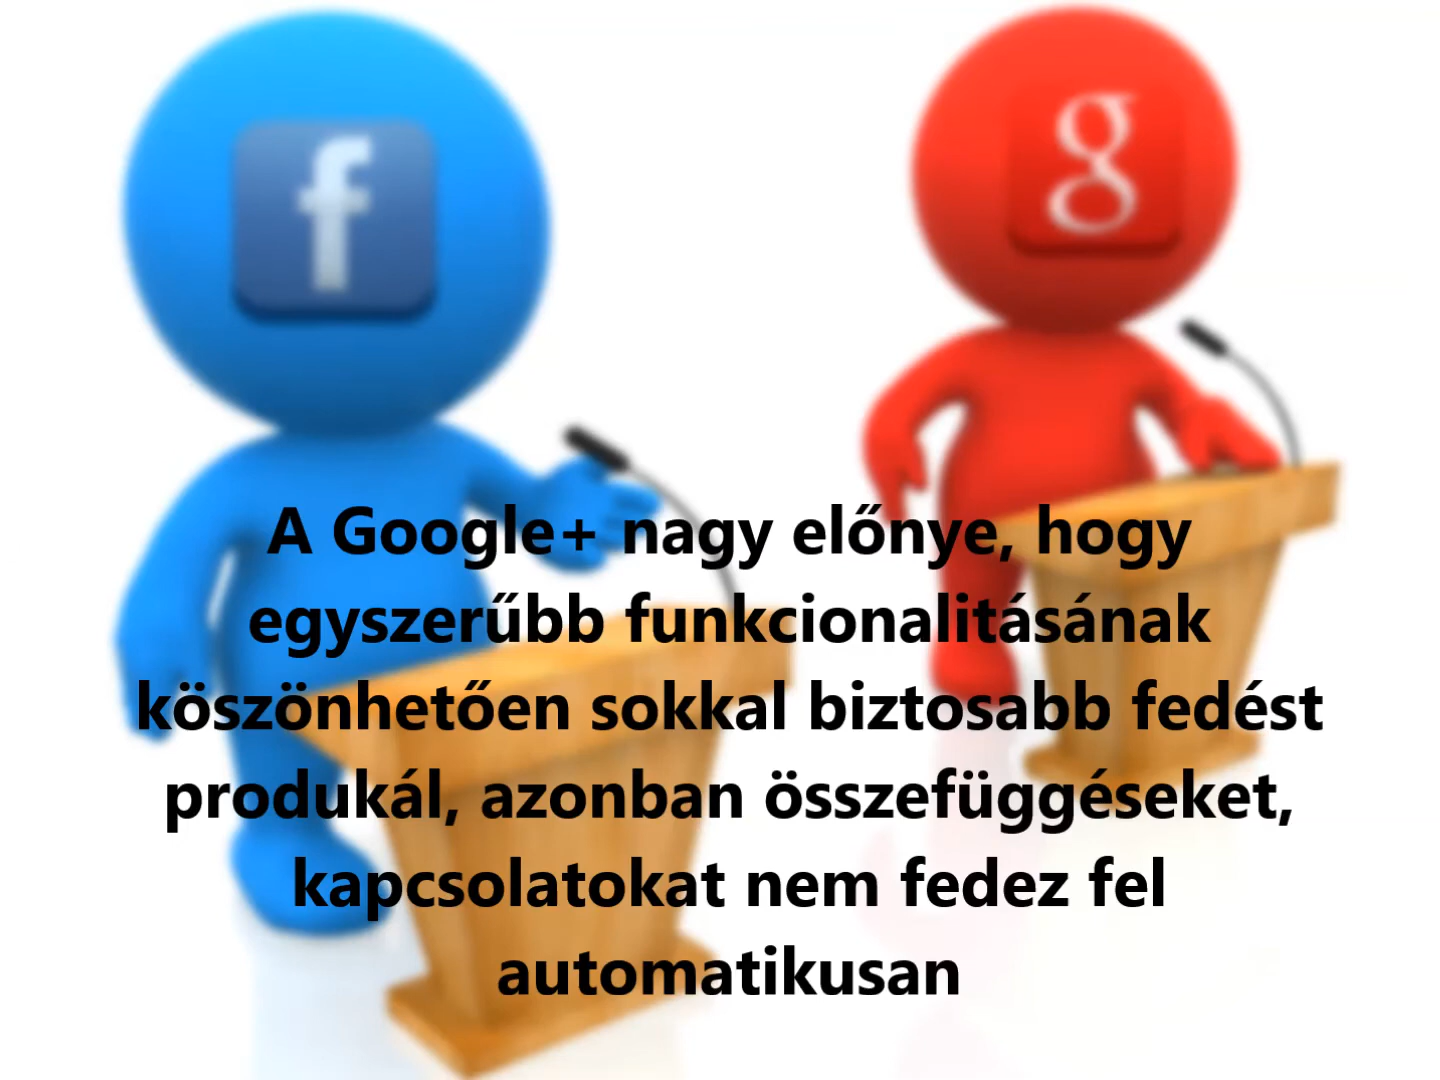 f
g
A Google+ nagy előnye, hogy
egyszerűbb funkcionalitásának
köszönhetően sokkal biztosabb fedést
produkál, azonban összefüggéseket,
kapcsolatokat nem fedez fel
automatikusan